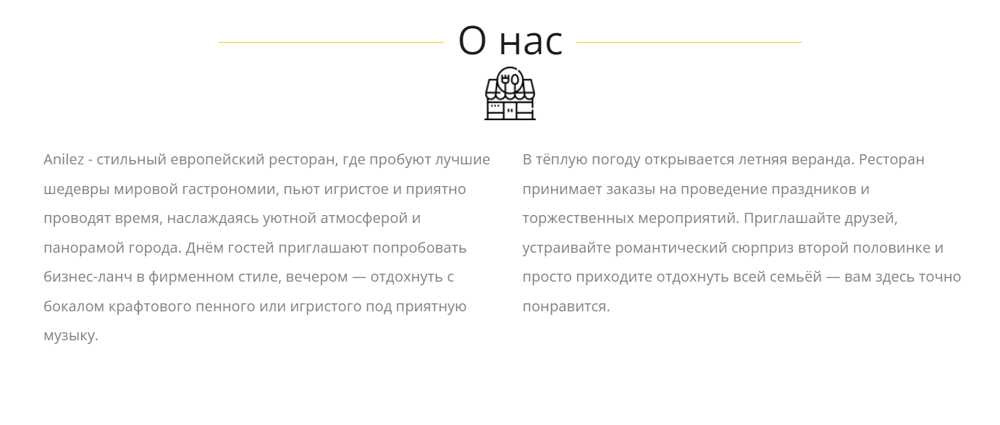 О нас
Anilez - стильный европейский ресторан, где пробуют лучшие
шедевры мировой гастрономии, пьют игристое и приятно
проводят время, наслаждаясь уютной атмосферой и
панорамой города. Днём гостей приглашают попробовать
бизнес-ланч в фирменном стиле, вечером — отдохнуть с
бокалом крафтового пенного или игристого под приятную
музыку.
В тёплую погоду открывается летняя веранда. Ресторан
принимает заказы на проведение праздников и
торжественных мероприятий. Приглашайте друзей,
устраивайте романтический сюрприз второй половинке и
просто приходите отдохнуть всей семьёй — вам здесь точно
понравится.